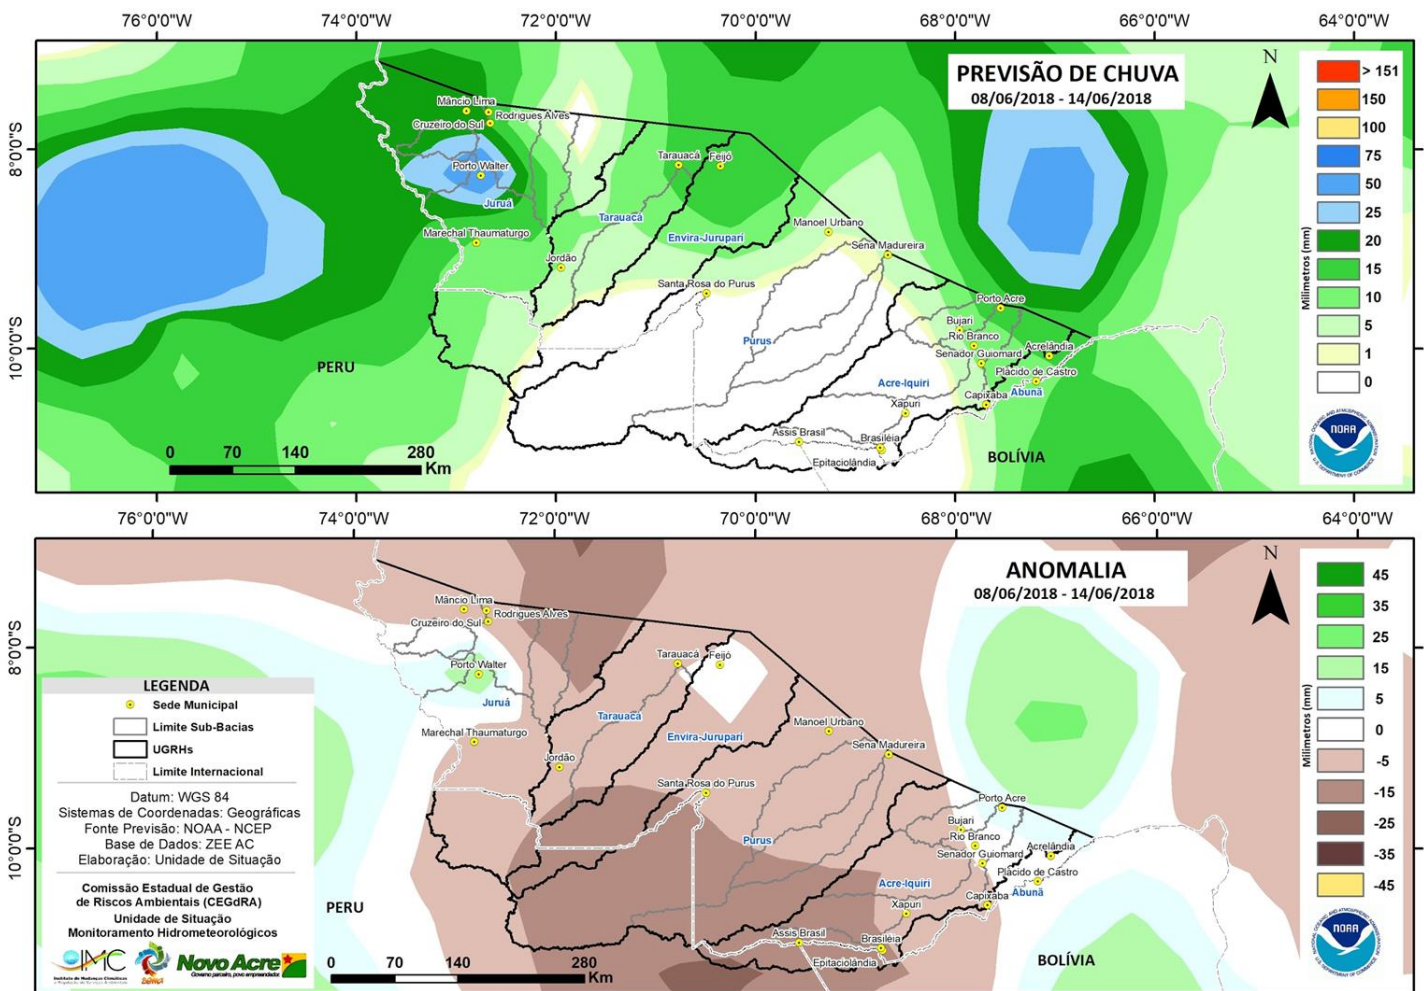 76°0'0"W 74°0'0"W 72°0'0"W 70°0'0"W 68°0'0"W 66°0'0"W 64°0'0"W
PREVISÃO DE CHUVA
08/06/2018 - 14/06/2018
N
> 151
150
100
75
50
25
20
15
10
5
1
0
Milímetros (mm)
8°0'0"S
10°0'0"S
Mâncio Lima
Rodrigues Alves
Cruzeiro do Sul
Porto Walter
Juruá
Marechal Thaumaturgo
Tarauacá
Feijó
Tarauacá
Envira-Jurupari
Jordão
Manoel Urbano
Sena Madureira
Santa Rosa do Purus
Purus
Porto Acre
Bujari
Rio Branco
Senador Guiomard
Acrelândia
Plácido de Castro
Abunã
Acre-Iquiri
Capixaba
Xapuri
Assis Brasil
Brasiléia
Epitaciolândia
PERU
BOLÍVIA
0 70 140 280
Km
NOAA
76°0'0"W 74°0'0"W 72°0'0"W 70°0'0"W 68°0'0"W 66°0'0"W 64°0'0"W
ANOMALIA
08/06/2018 - 14/06/2018
N
45
35
25
15
5
0
-5
-15
-25
-35
-45
Milímetros (mm)
8°0'0"S
10°0'0"S
Mâncio Lima
Rodrigues Alves
Cruzeiro do Sul
Porto Walter
Juruá
Marechal Thaumaturgo
Tarauacá
Feijó
Tarauacá
Envira-Jurupari
Jordão
Manoel Urbano
Sena Madureira
Santa Rosa do Purus
Purus
Porto Acre
Bujari
Rio Branco
Senador Guiomard
Acrelândia
Plácido de Castro
Abunã
Acre-Iquiri
Capixaba
Xapuri
Assis Brasil
Brasiléia
Epitaciolândia
PERU
BOLÍVIA
LEGENDA
Sede Municipal
Limite Sub-Bacias
UGRHs
Limite Internacional
Datum: WGS 84
Sistemas de Coordenadas: Geográficas
Fonte Previsão: NOAA - NCEP
Base de Dados: ZEE AC
Elaboração: Unidade de Situação
Comissão Estadual de Gestão
de Riscos Ambientais (CEGdRA)
Unidade de Situação
Monitoramento Hidrometeorológicos
IMC
Novo Acre
0 70 140 280
Km
NOAA